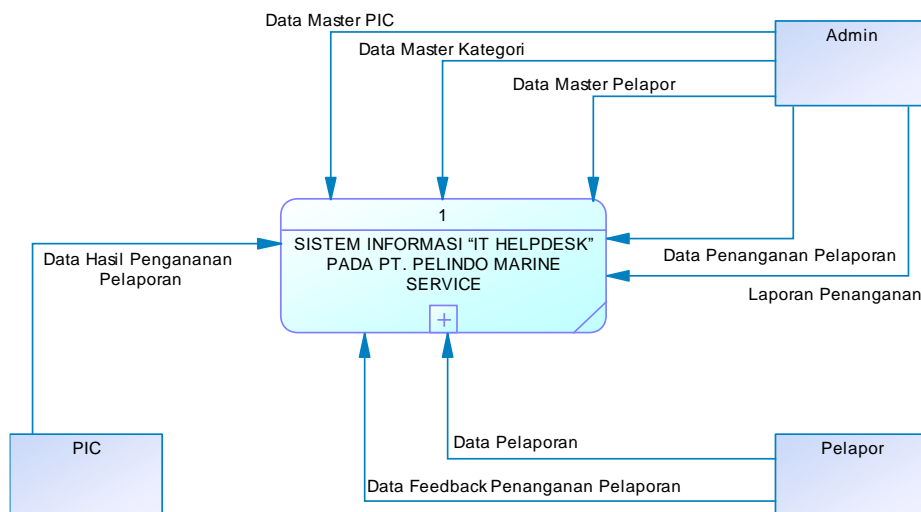 Data Master PIC
Admin
Data Master Kategori
Data Master Pelapor
1
SISTEM INFORMASI “IT HELPDESK”
PADA PT. PELINDO MARINE
SERVICE
Data Hasil Pengananan
Pelaporan
Data Penanganan Pelaporan
Laporan Penanganan
PIC
Data Pelaporan
Pelapor
Data Feedback Penanganan Pelaporan